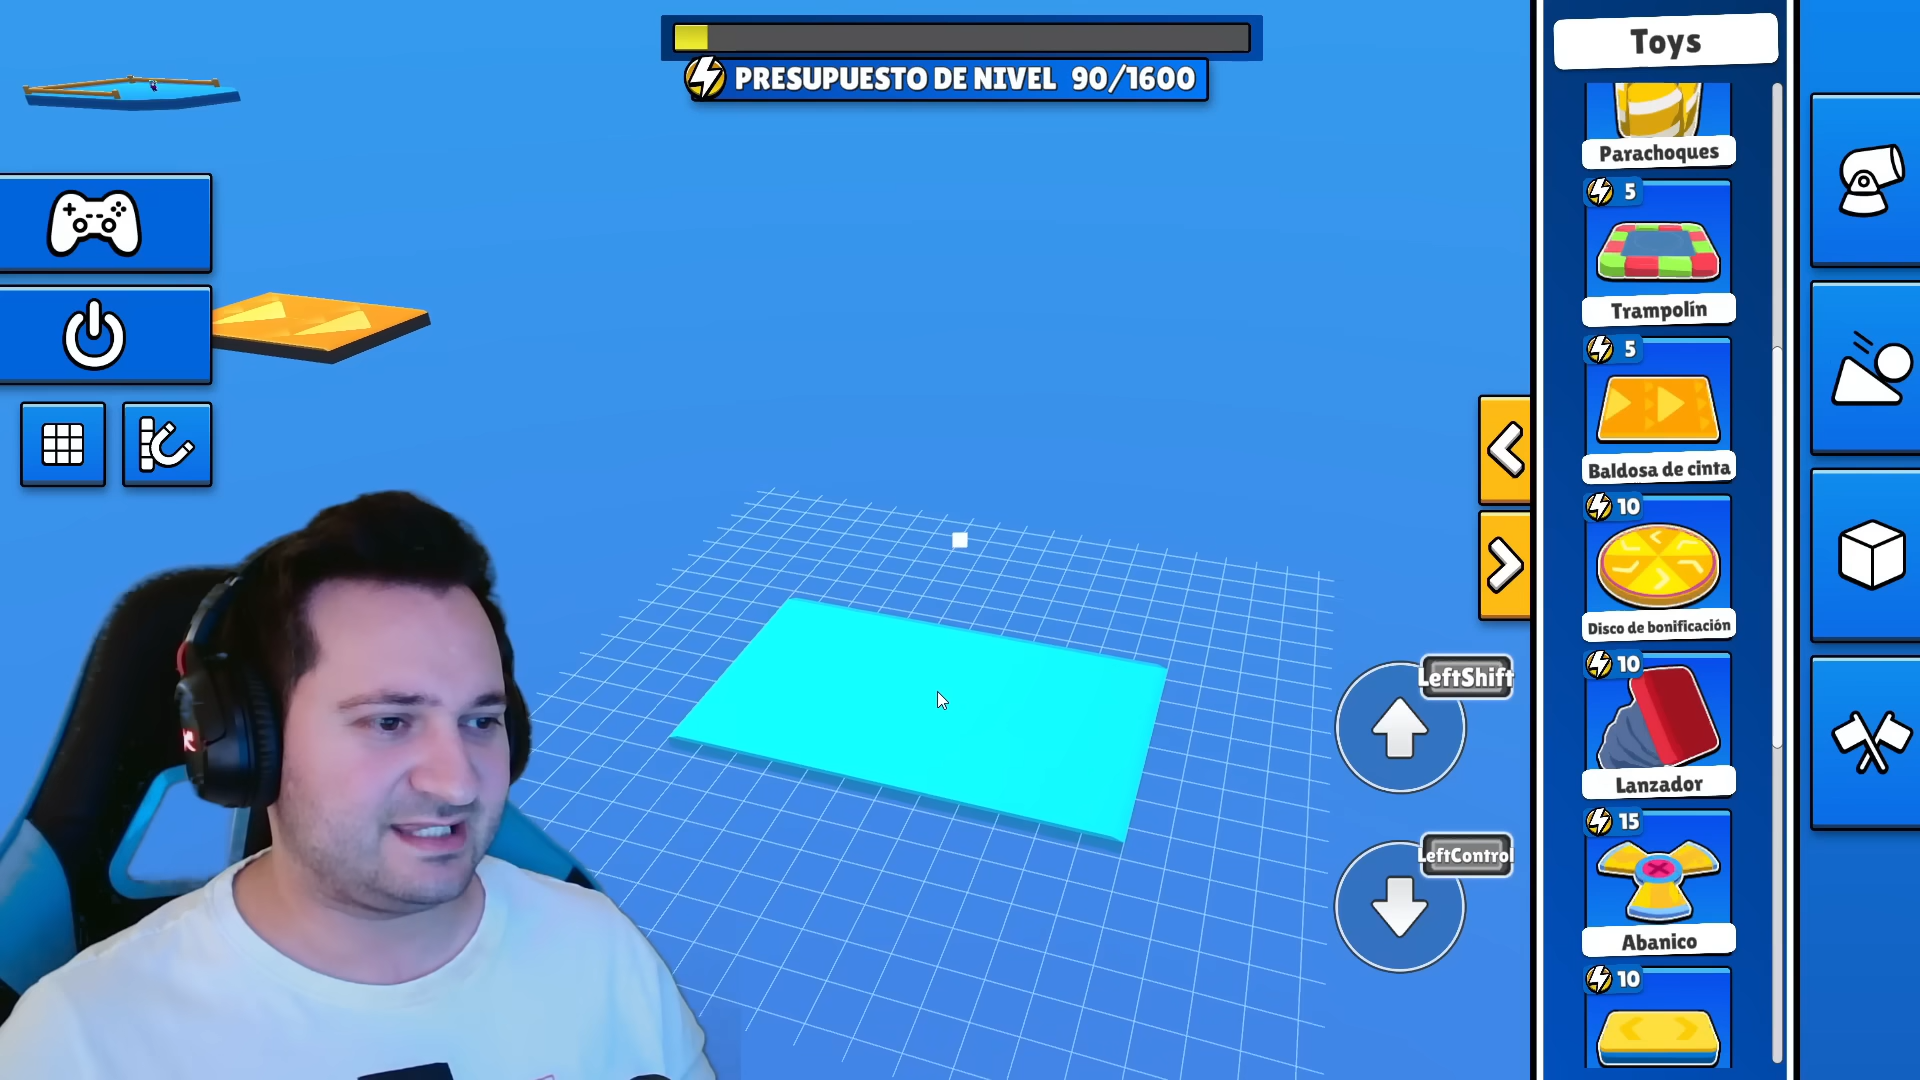 PRESUPUESTO DE NIVEL 90/1600
Toys
Parachoques
5
Trampolín
5
Baldosa de cinta
10
Disco de bonificación
10
Lanzador
15
Abanico
10
LeftShift
LeftControl